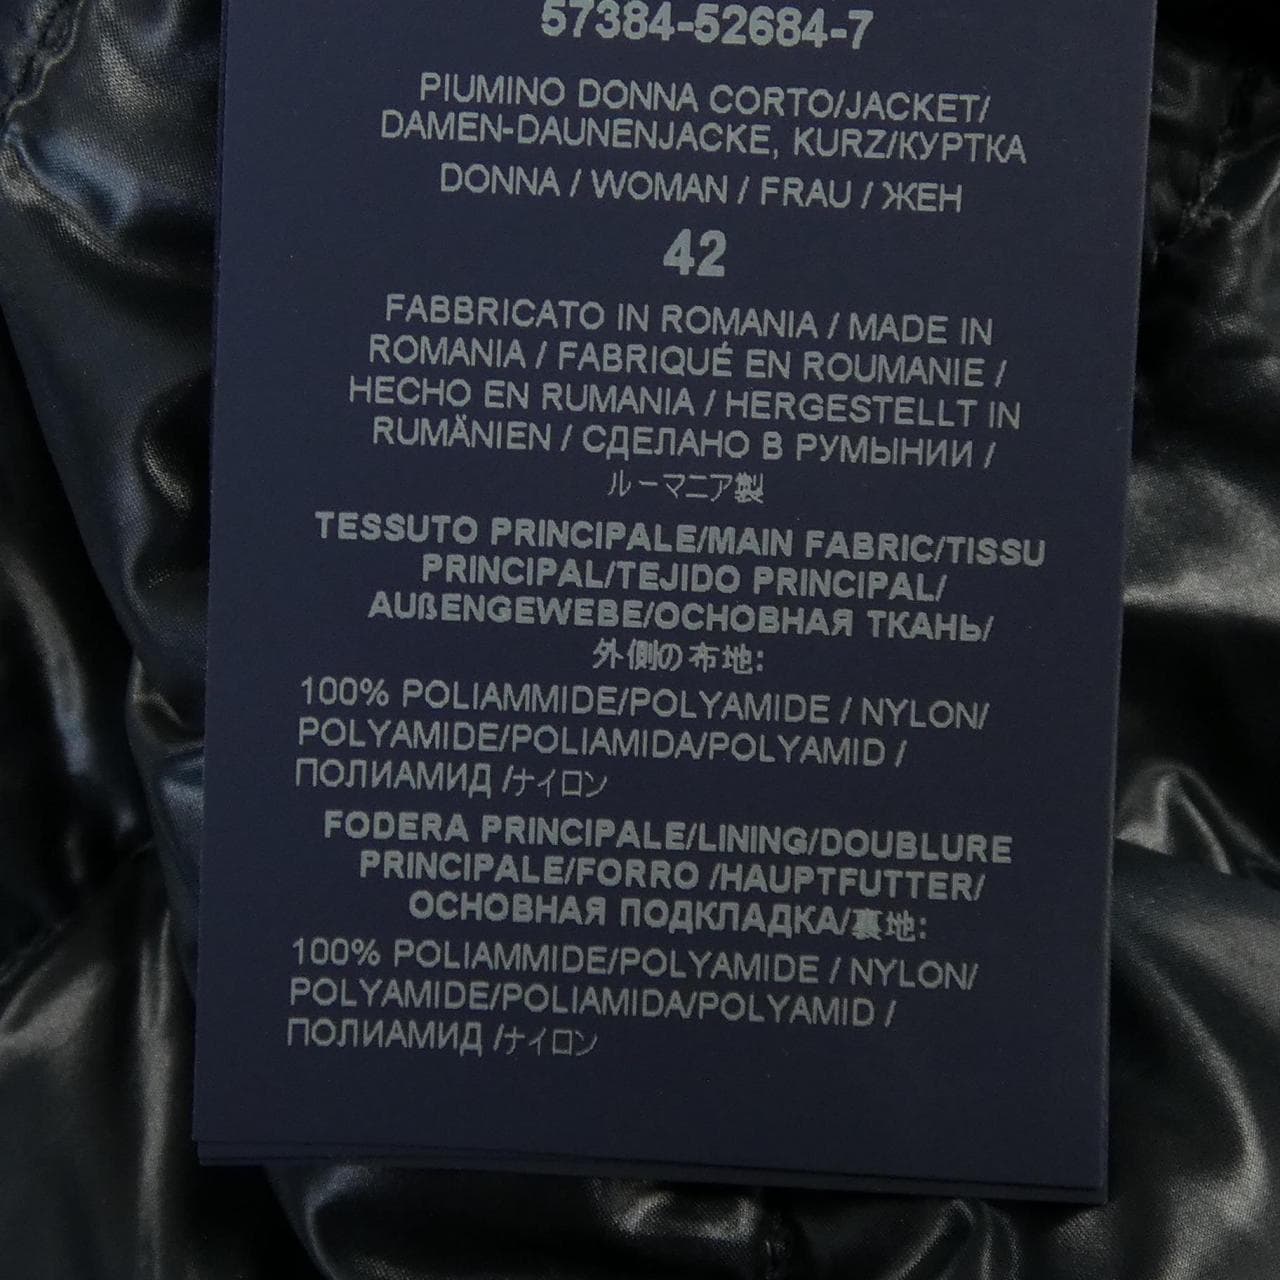 57384-52684-7
PIUMINO DONNA CORTO/JACKET/
DAMEN-DAUNENJACKE, KURZ/КУРТКА
DONNA / WOMAN / FRAU / ЖЕН
42
FABBRICATO IN ROMANIA / MADE IN
ROMANIA / FABRIQUÉ EN ROUMANIE /
HECHO EN RUMANIA / HERGESTELLT IN
RUMÄNIEN / СДЕЛАНО В РУМЫНИИ /
ルーマニア製
TESSUTO PRINCIPALE/MAIN FABRIC/TISSU
PRINCIPAL/TEJIDO PRINCIPAL/
AUßENGEWEBE/ОСНОВНАЯ ТКАНЬ/
外側の布地:
100% POLIAMMIDE/POLYAMIDE / NYLON/
POLYAMIDE/POLIAMIDA/POLYAMID /
ПОЛИАМИД /ナイロン
FODERA PRINCIPALE/LINING/DOUBLURE
PRINCIPALE/FORRO /HAUPTFUTTER/
ОСНОВНАЯ ПОДКЛАДКА/裏地:
100% POLIAMMIDE/POLYAMIDE / NYLON/
POLYAMIDE/POLIAMIDA/POLYAMID /
ПОЛИАМИД /ナイロン